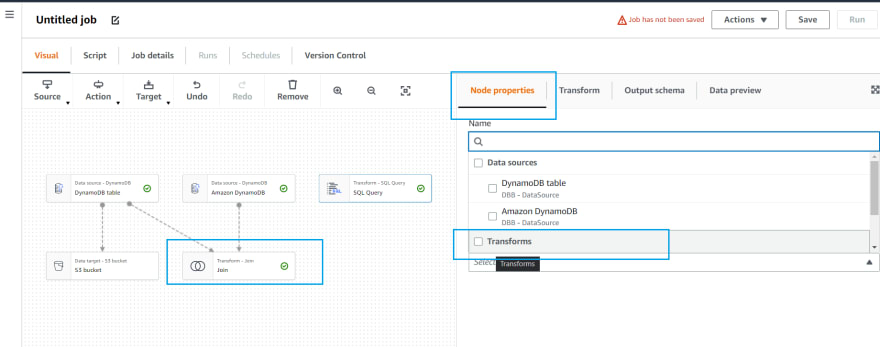 Untitled job
Job has not been saved
Actions
Save
Run
Visual
Script
Job details
Runs
Schedules
Version Control
Source
Action
Target
Undo
Redo
Remove
Node properties
Transform
Output schema
Data preview
Name
Data sources
DynamoDB table
DBB - DataSource
Amazon DynamoDB
DBB - DataSource
Transforms
Select
Transforms
Data source - DynamoDB
DynamoDB table
Data source - DynamoDB
Amazon DynamoDB
Transform - SQL Query
SQL Query
Data target - S3 bucket
S3 bucket
Transform - Join
Join